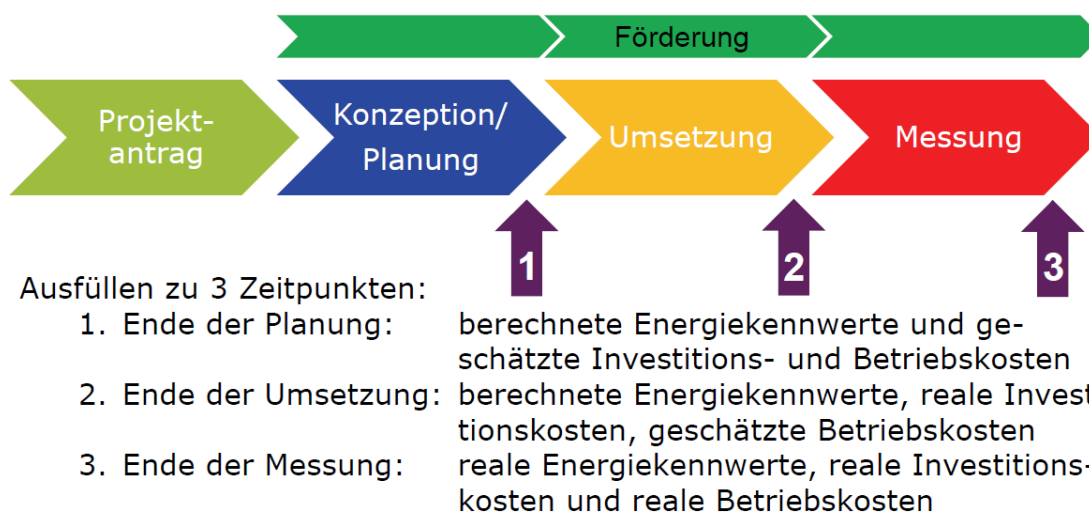 Förderung
Projekt-
antrag
Konzeption/
Planung
Umsetzung
Messung
1
2
3
Ausfüllen zu 3 Zeitpunkten:
1. Ende der Planung: berechnete Energiekennwerte und ge-
schätzte Investitions- und Betriebskosten
2. Ende der Umsetzung: berechnete Energiekennwerte, reale Invest
tionskosten, geschätzte Betriebskosten
3. Ende der Messung: reale Energiekennwerte, reale Investitions-
kosten und reale Betriebskosten